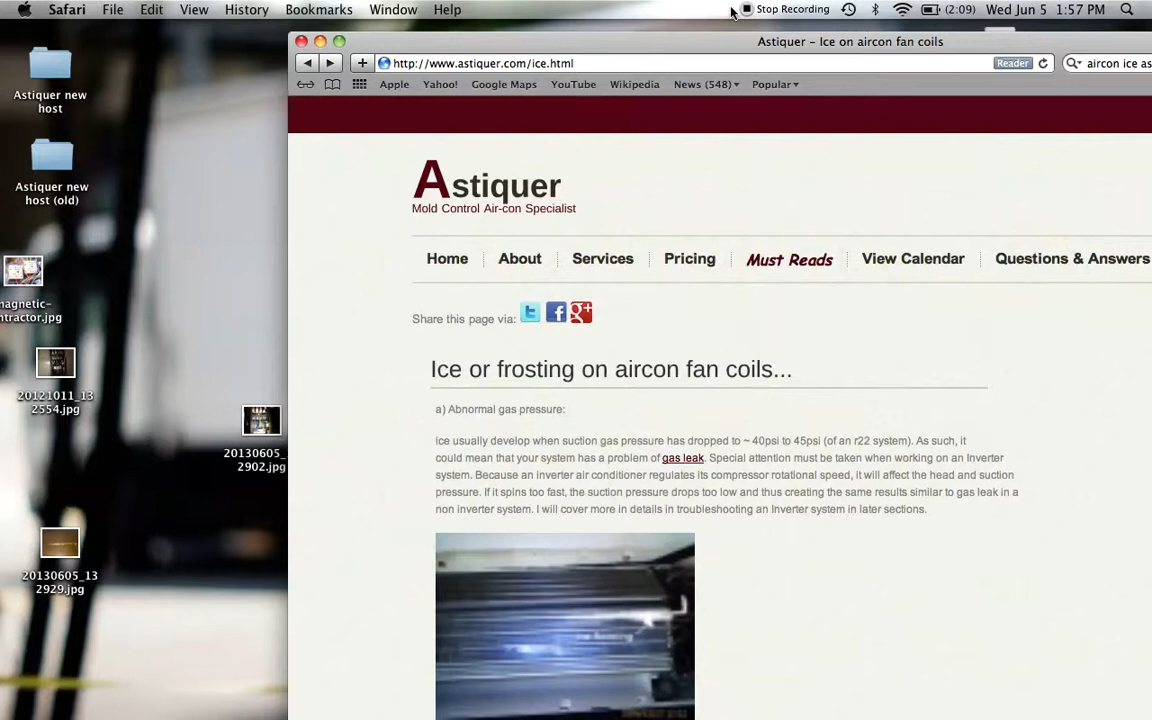 Safari File Edit View History Bookmarks Window Help Stop Recording (2:09) Wed Jun 5 1:57 PM
Astiquer – Ice on aircon fan coils
http://www.astiquer.com/ice.html Reader aircon ice as
Apple Yahoo! Google Maps YouTube Wikipedia News (548) Popular
Astiquer new
host
Astiquer new
host (old)
magnetic-
ntractor.jpg
20121011_13
2554.jpg
20130605_
2902.jpg
20130605_13
2929.jpg
Astiquer
Mold Control Air-con Specialist
Home About Services Pricing Must Reads View Calendar Questions & Answers
Share this page via:
Ice or frosting on aircon fan coils...
a) Abnormal gas pressure:
ice usually develop when suction gas pressure has dropped to ~ 40psi to 45psi (of an r22 system). As such, it
could mean that your system has a problem of gas leak. Special attention must be taken when working on an Inverter
system. Because an inverter air conditioner regulates its compressor rotational speed, it will affect the head and suction
pressure. If it spins too fast, the suction pressure drops too low and thus creating the same results similar to gas leak in a
non inverter system. I will cover more in details in troubleshooting an Inverter system in later sections.